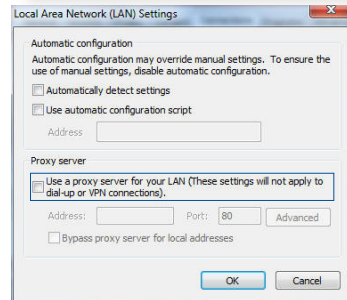 Local Area Network (LAN) Settings
Automatic configuration
Automatic configuration may override manual settings. To ensure the
use of manual settings, disable automatic configuration.
Automatically detect settings
Use automatic configuration script
Address
Proxy server
Use a proxy server for your LAN (These settings will not apply to
dial-up or VPN connections).
Address: Port: 80 Advanced
Bypass proxy server for local addresses
OK Cancel